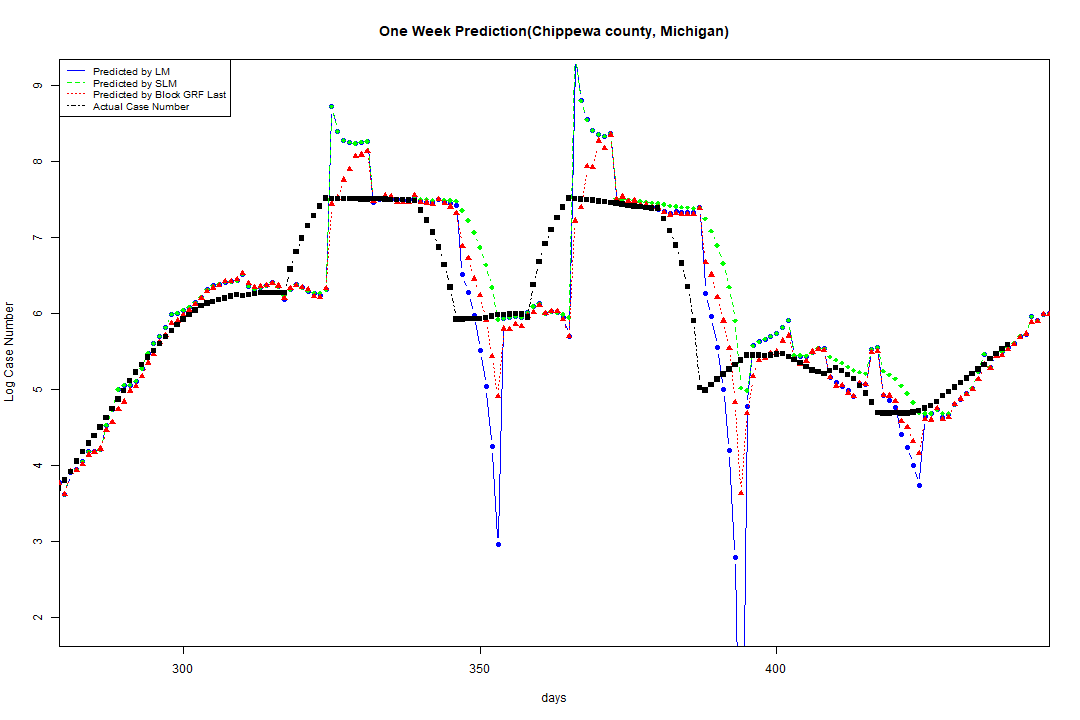 One Week Prediction(Chippewa county, Michigan)
Predicted by LM
Predicted by SLM
Predicted by Block GRF Last
Actual Case Number
Log Case Number
9
8
7
6
5
4
3
2
300
350
400
days